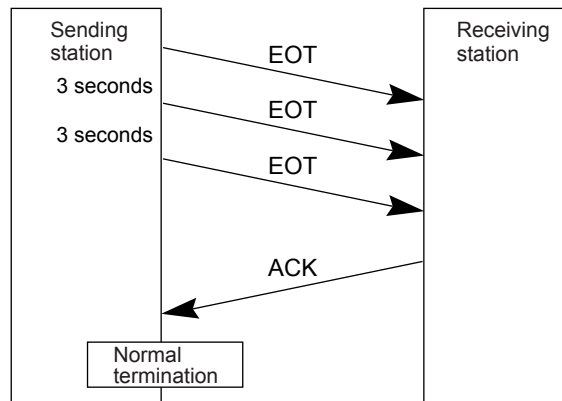 Sending
station
Receiving
station
EOT
3 seconds
EOT
3 seconds
EOT
ACK
Normal
termination